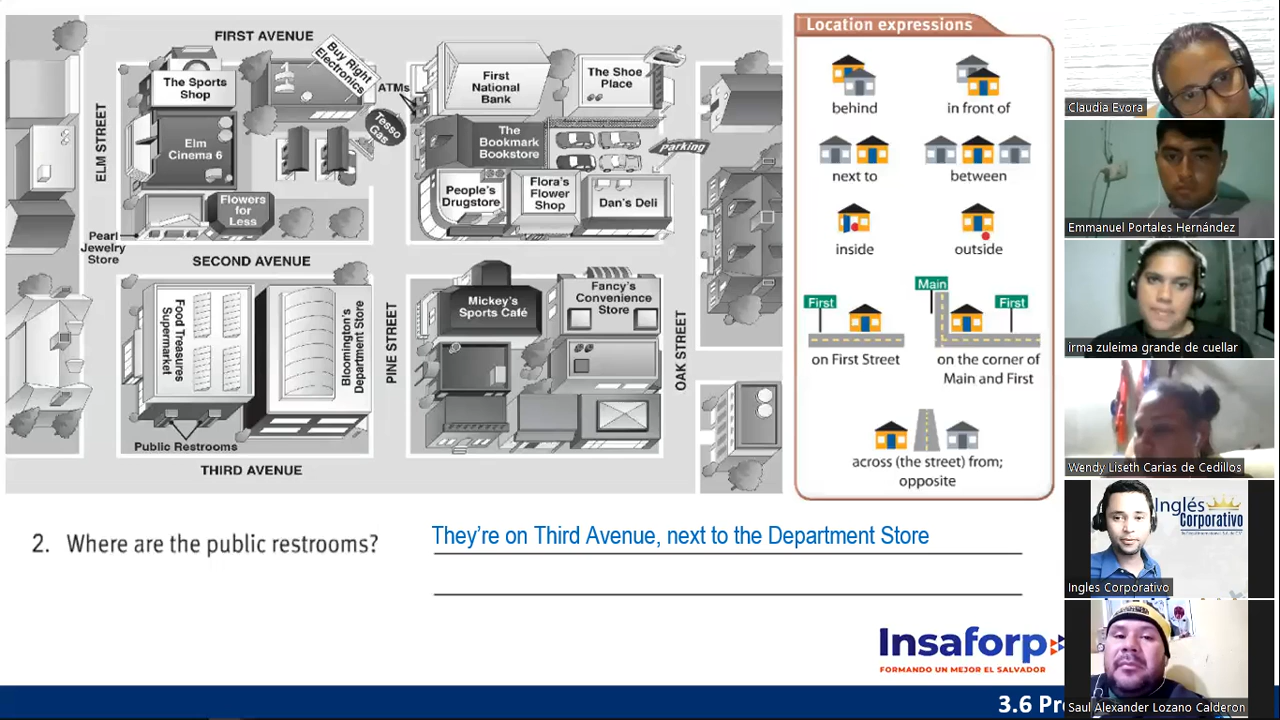 FIRST AVENUE
The Sports
Shop
Buy Right
Electronics
ATMs
First
National
Bank
The Shoe
Place
ELM STREET
Elm
Cinema 6
Tesso
Gas
The
Bookmark
Bookstore
Parking
Flowers
for
Less
People's
Drugstore
Flora's
Flower
Shop
Dan's Deli
Pearl
Jewelry
Store
SECOND AVENUE
Food Treasures
Supermarket
Bloomington's
Department Store
PINE STREET
Mickey's
Sports Café
Fancy's
Convenience
Store
OAK STREET
Public Restrooms
THIRD AVENUE
Location expressions
behind
in front of
next to
between
inside
outside
First
Main
First
on First Street
on the corner of
Main and First
across (the street) from;
opposite
2. Where are the public restrooms?
They're on Third Avenue, next to the Department Store
Insaforp
FORMANDO UN MEJOR EL SALVADOR
3.6 Pr
Claudia Evora
Emmanuel Portales Hernández
irma zuleima grande de cuellar
Wendy Liseth Carias de Cedillos
Inglés
Corporativo
Ingles Corporativo
Saul Alexander Lozano Calderon